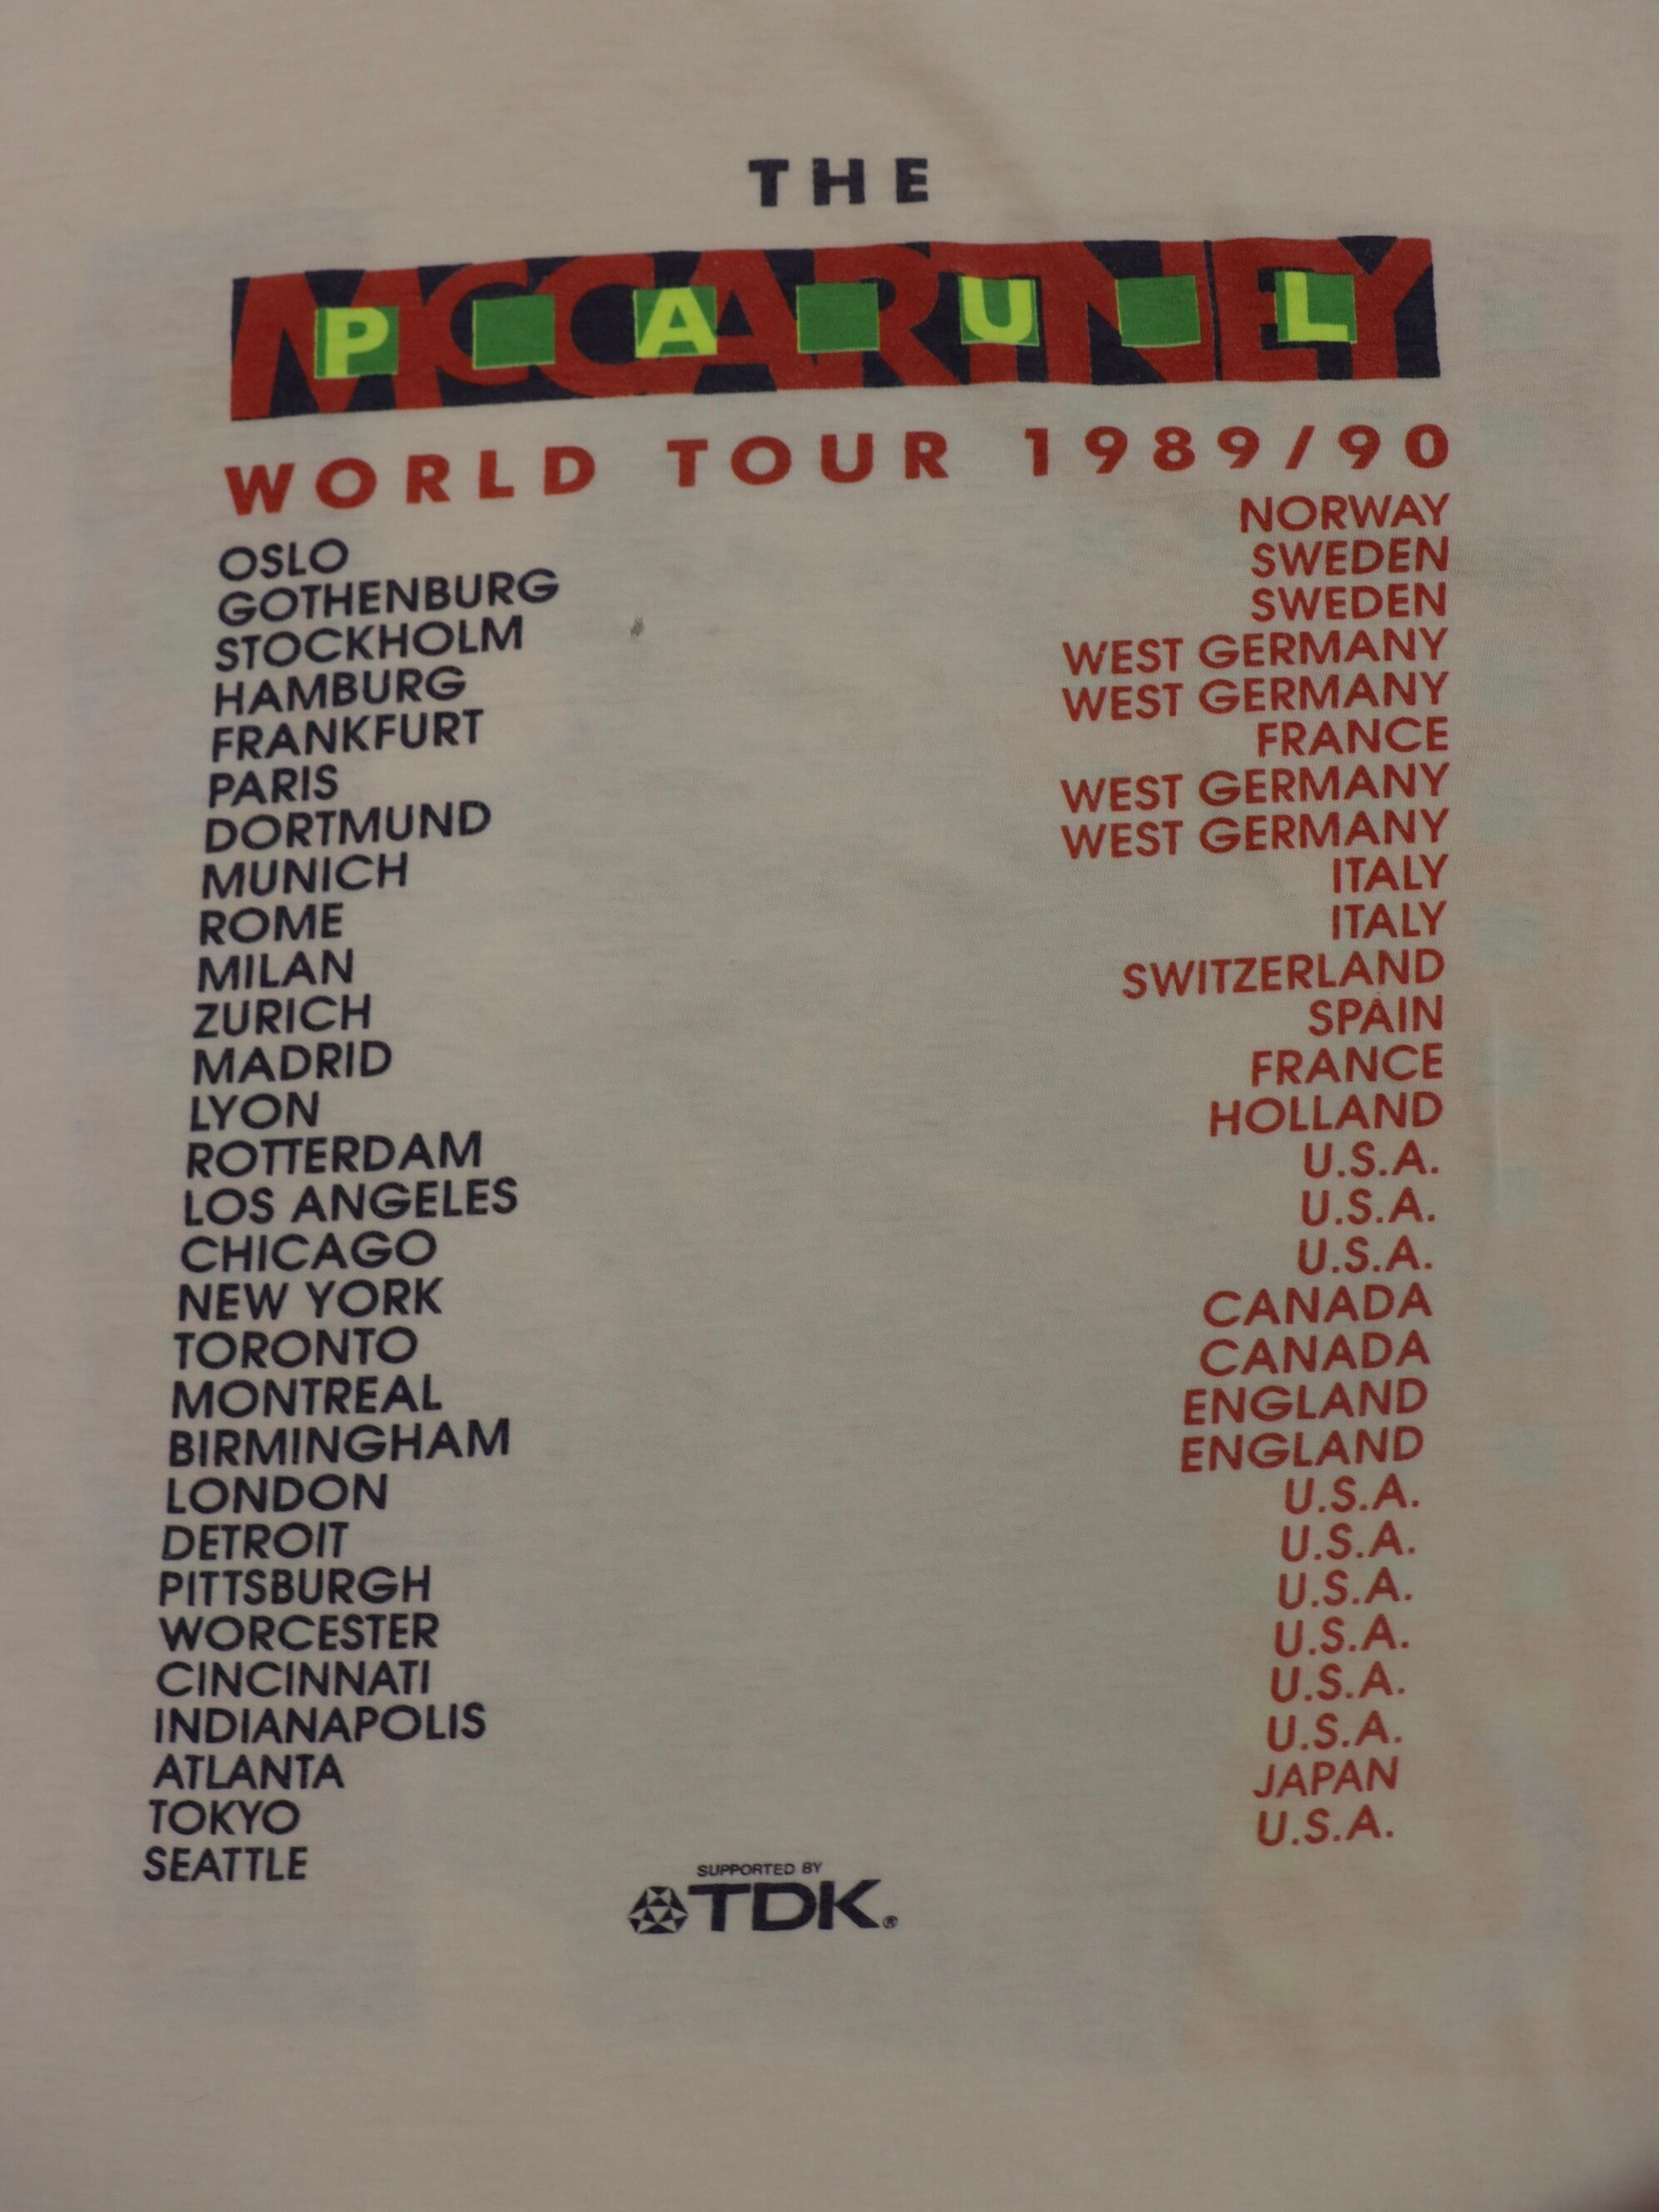 THE
MCCARTNEY
PAUL
WORLD TOUR 1989/90
OSLO NORWAY
GOTHENBURG SWEDEN
STOCKHOLM SWEDEN
HAMBURG WEST GERMANY
FRANKFURT WEST GERMANY
PARIS FRANCE
DORTMUND WEST GERMANY
MUNICH WEST GERMANY
ROME ITALY
MILAN ITALY
ZURICH SWITZERLAND
MADRID SPAIN
LYON FRANCE
ROTTERDAM HOLLAND
LOS ANGELES U.S.A.
CHICAGO U.S.A.
NEW YORK U.S.A.
TORONTO CANADA
MONTREAL CANADA
BIRMINGHAM ENGLAND
LONDON ENGLAND
DETROIT U.S.A.
PITTSBURGH U.S.A.
WORCESTER U.S.A.
CINCINNATI U.S.A.
INDIANAPOLIS U.S.A.
ATLANTA U.S.A.
TOKYO JAPAN
SEATTLE U.S.A.
SUPPORTED BY
TDK®